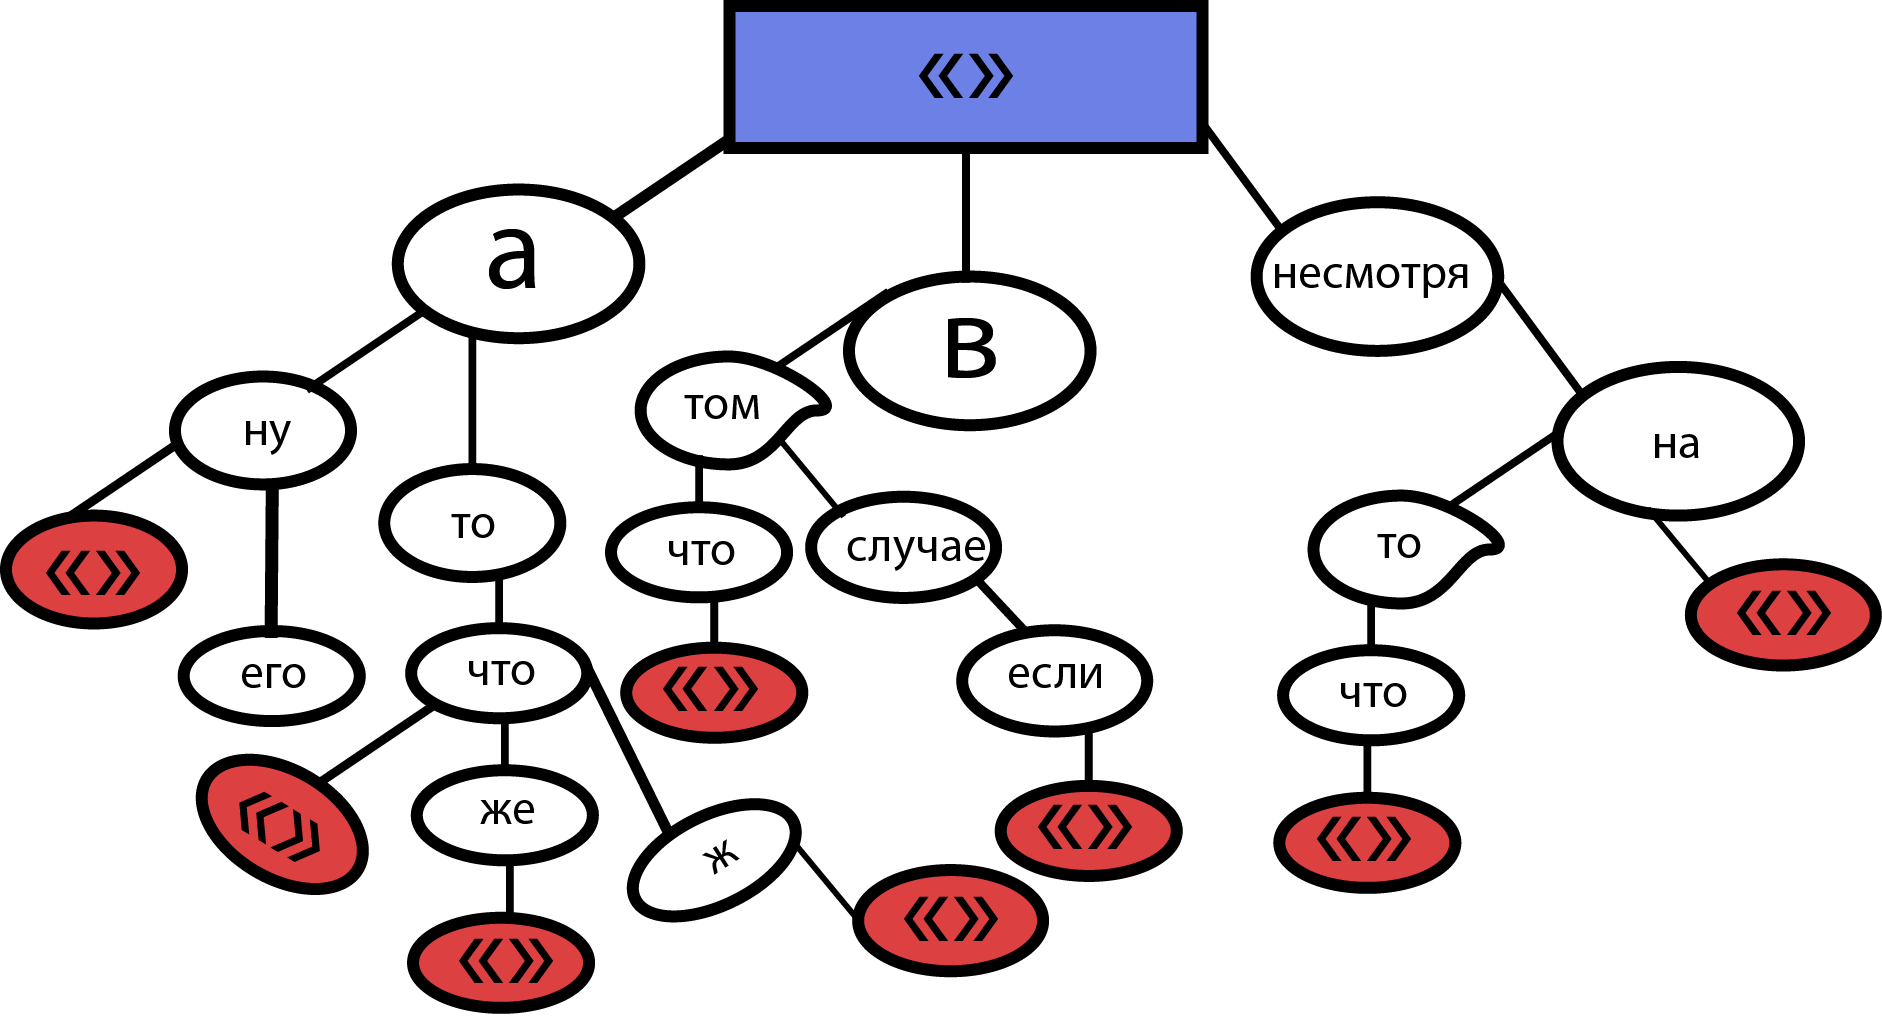 «»
а
в
несмотря
ну
том
на
то
что
случае
то
«»
«»
его
что
«»
если
что
«»
же
ж
«»
«»
«»
«»